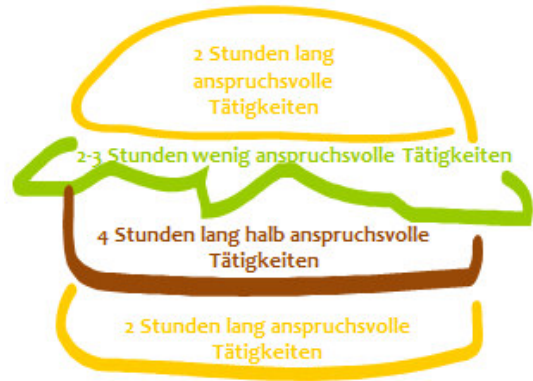 2 Stunden lang
anspruchsvolle
Tätigkeiten
2-3 Stunden wenig anspruchsvolle Tätigkeiten
4 Stunden lang halb anspruchsvolle
Tätigkeiten
2 Stunden lang anspruchsvolle
Tätigkeiten